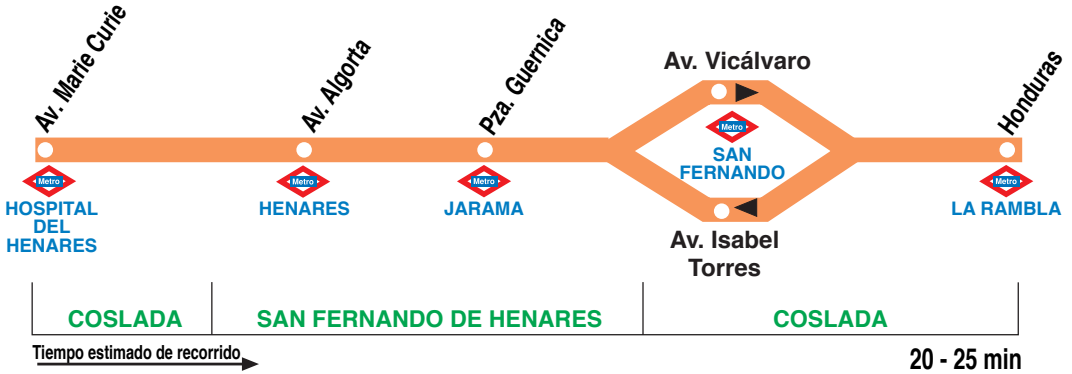 Av. Marie Curie
Av. Algorta
Pza. Guernica
Av. Vicálvaro
Honduras
Metro
HOSPITAL
DEL
HENARES
Metro
HENARES
Metro
JARAMA
Metro
SAN
FERNANDO
Av. Isabel
Torres
Metro
LA RAMBLA
COSLADA
SAN FERNANDO DE HENARES
COSLADA
Tiempo estimado de recorrido
20 - 25 min